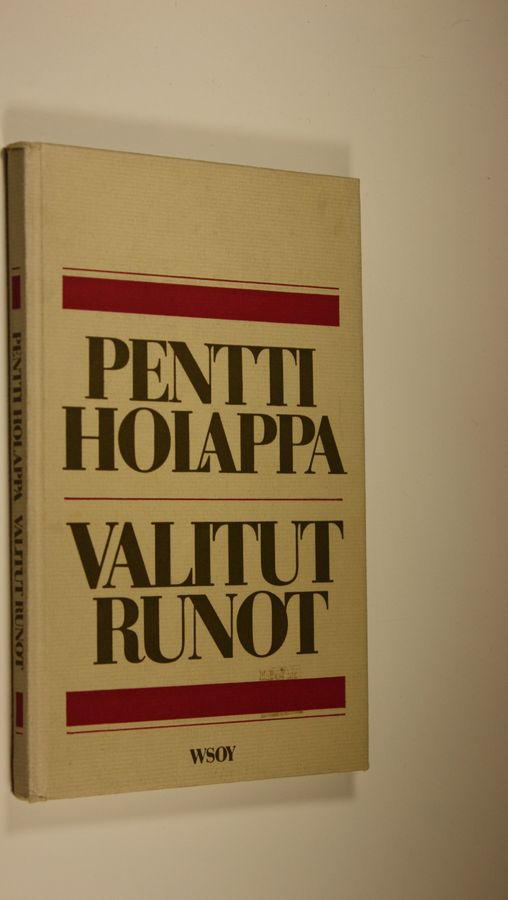 PENTTI
HOLAPPA
VALITUT
RUNOT
WSOY
PENTTI HOLAPPA VALITUT RUNOT